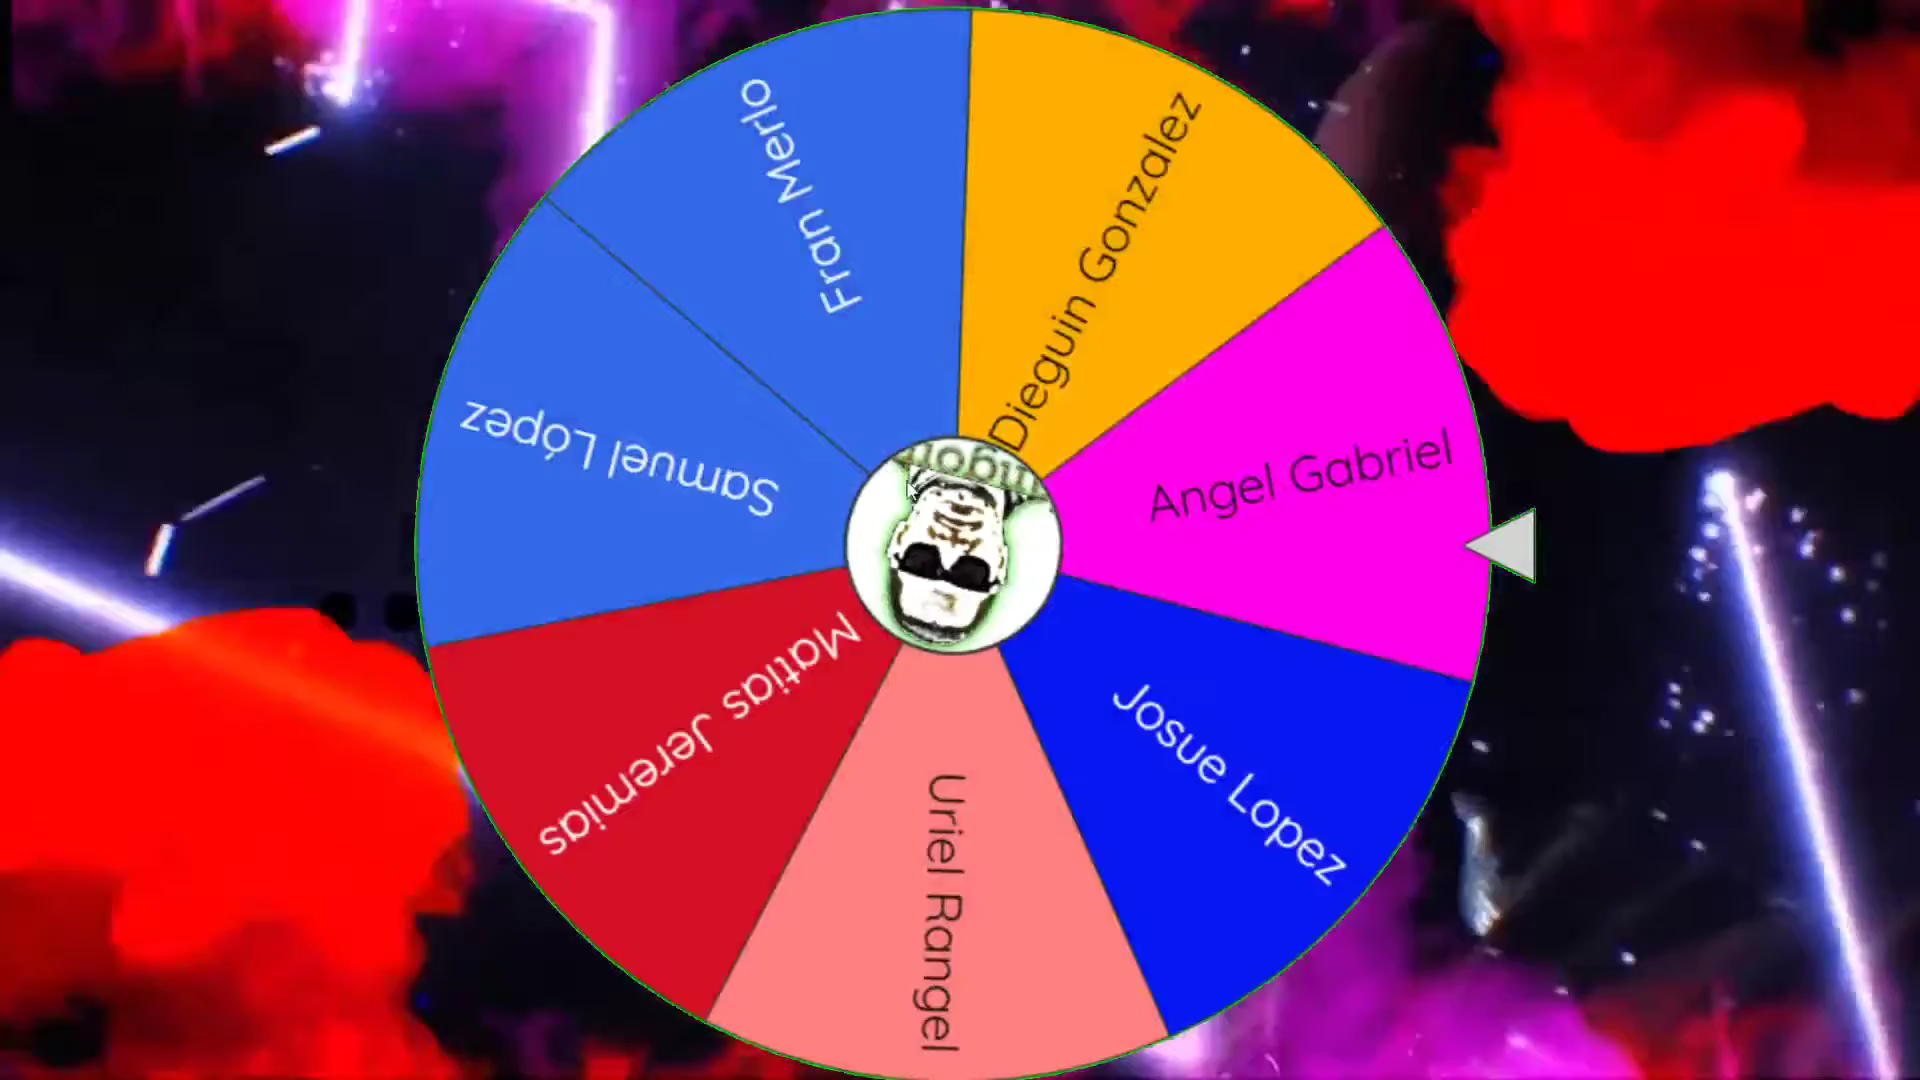 Fran Merlo
Dieguin Gonzalez
Angel Gabriel
Josue Lopez
Uriel Rangel
Matias Jeremias
Samuel López